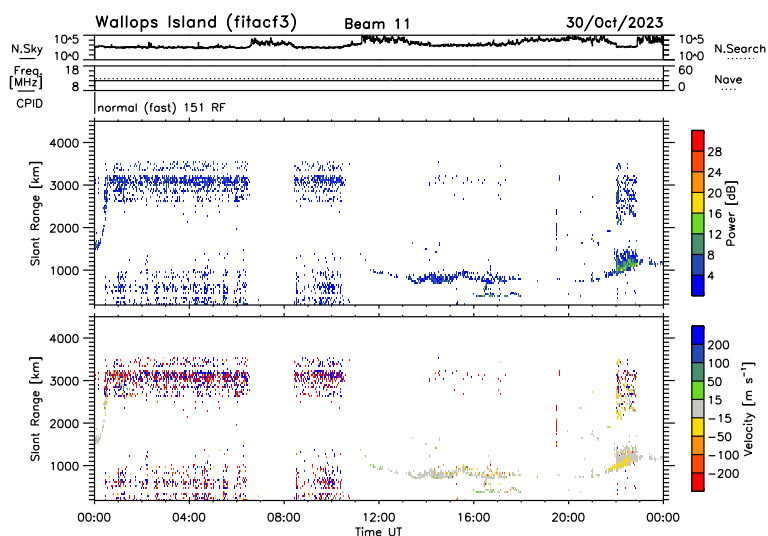 Wallops Island (fitacf3) Beam 11 30/Oct/2023
10^5 10^5
N.Sky N.Search
10^0 10^0
Freq. 18 60
[MHz] Nave
8 0
CPID normal (fast) 151 RF
4000
3000
2000
1000
Slant Range [km]
28
24
20
16
12
8
4
Power [dB]
4000
3000
2000
1000
Slant Range [km]
200
100
50
15
-15
-50
-100
-200
Velocity [m s⁻¹]
00:00 04:00 08:00 12:00 16:00 20:00 00:00
Time UT